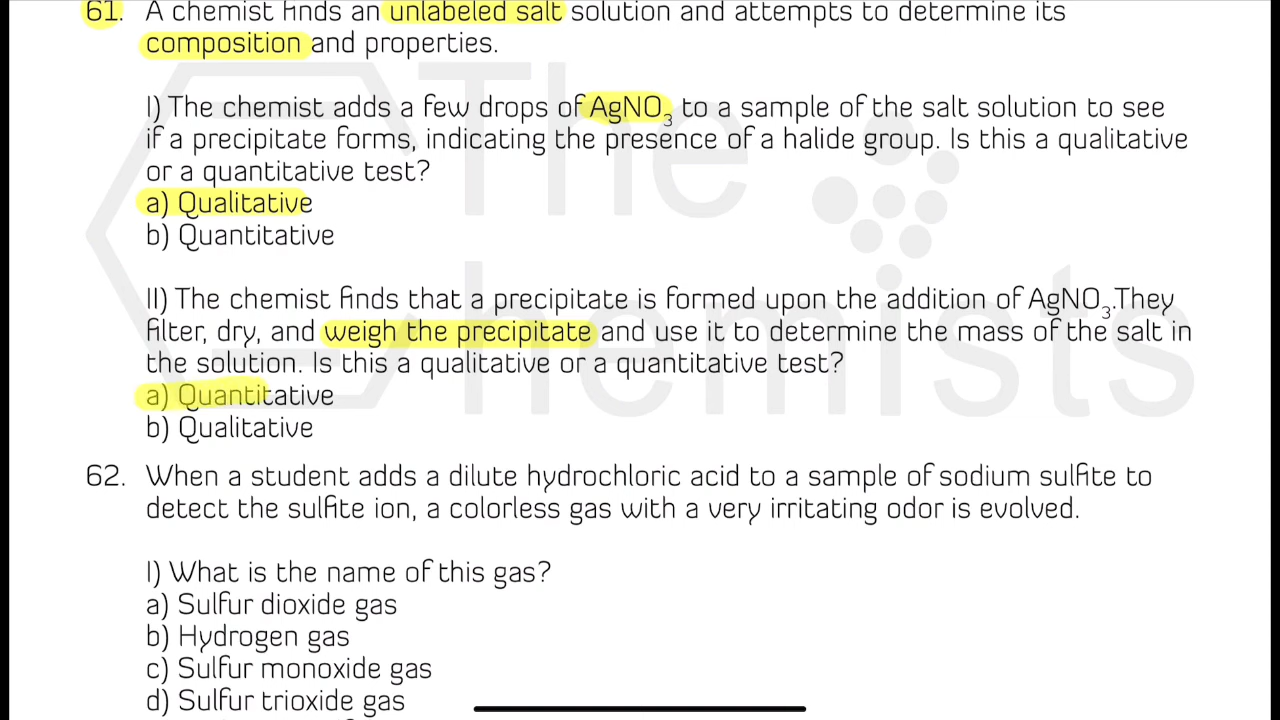 61. A chemist finds an unlabeled salt solution and attempts to determine its
composition and properties.
I) The chemist adds a few drops of AgNO₃ to a sample of the salt solution to see
if a precipitate forms, indicating the presence of a halide group. Is this a qualitative
or a quantitative test?
a) Qualitative
b) Quantitative
II) The chemist finds that a precipitate is formed upon the addition of AgNO₃.They
filter, dry, and weigh the precipitate and use it to determine the mass of the salt in
the solution. Is this a qualitative or a quantitative test?
a) Quantitative
b) Qualitative
62. When a student adds a dilute hydrochloric acid to a sample of sodium sulfite to
detect the sulfite ion, a colorless gas with a very irritating odor is evolved.
I) What is the name of this gas?
a) Sulfur dioxide gas
b) Hydrogen gas
c) Sulfur monoxide gas
d) Sulfur trioxide gas
The
Chemists